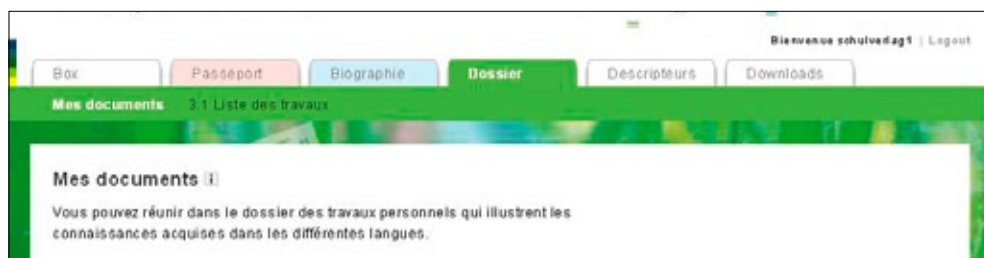 Bienvenue schulverlag1 | Logout
Box Passeport Biographie Dossier Descripteurs Downloads
Mes documents 3.1 Liste des travaux
Mes documents i
Vous pouvez réunir dans le dossier des travaux personnels qui illustrent les
connaissances acquises dans les différentes langues.